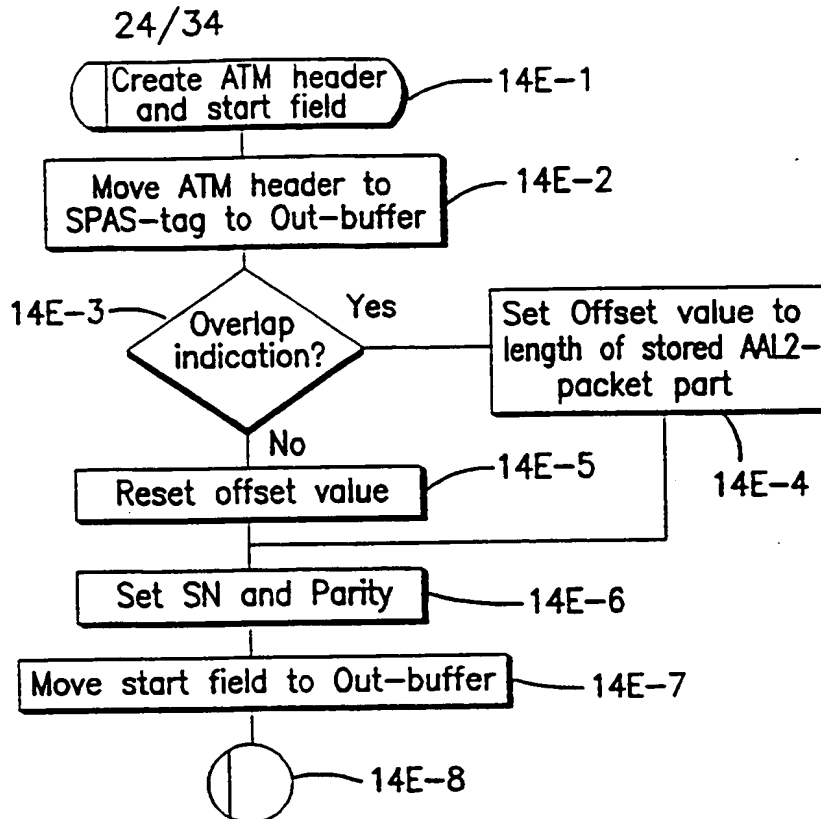 24/34
Create ATM header
and start field
14E-1
Move ATM header to
SPAS-tag to Out-buffer
14E-2
14E-3
Overlap
indication?
Yes
Set Offset value to
length of stored AAL2-
packet part
14E-4
No
Reset offset value
14E-5
Set SN and Parity
14E-6
Move start field to Out-buffer
14E-7
14E-8